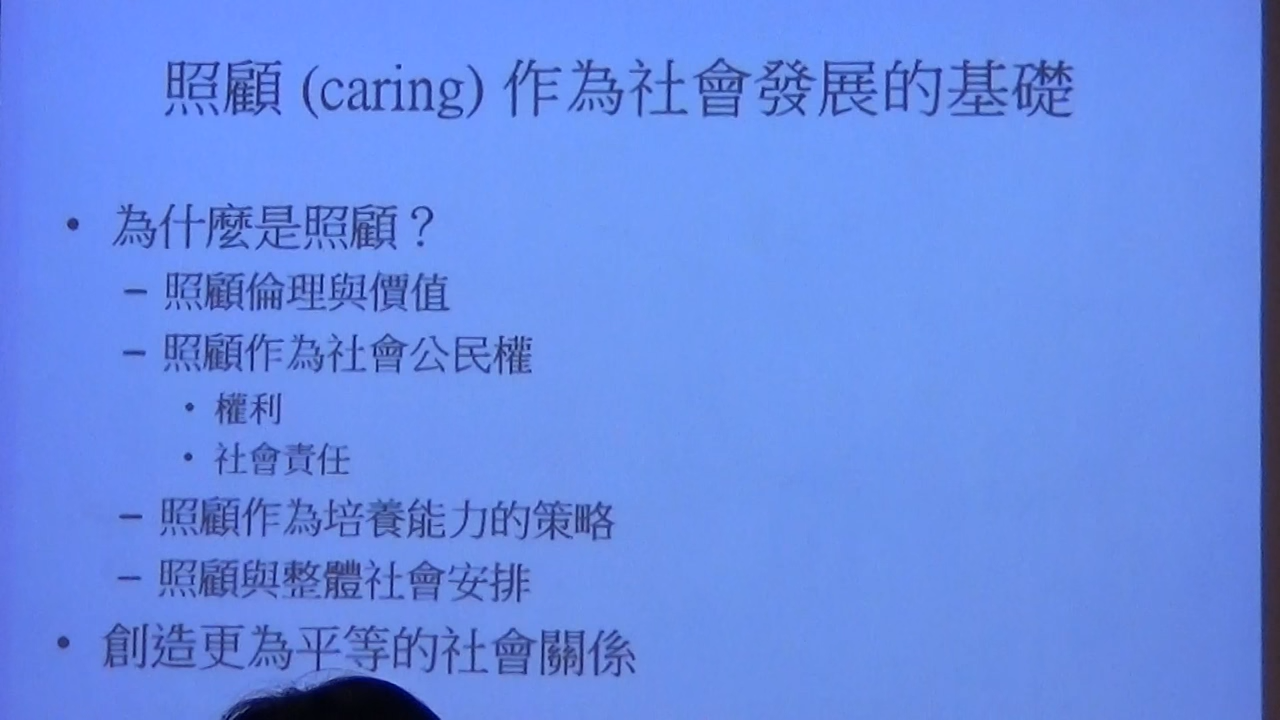 照顧 (caring) 作為社會發展的基礎
• 為什麼是照顧？
– 照顧倫理與價值
– 照顧作為社會公民權
• 權利
• 社會責任
– 照顧作為培養能力的策略
– 照顧與整體社會安排
• 創造更為平等的社會關係